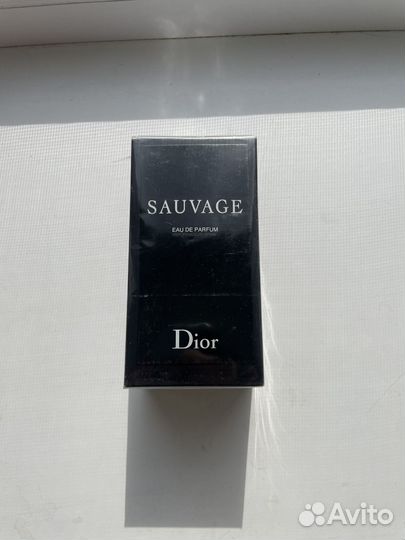 SAUVAGE
EAU DE PARFUM
Dior
Avito